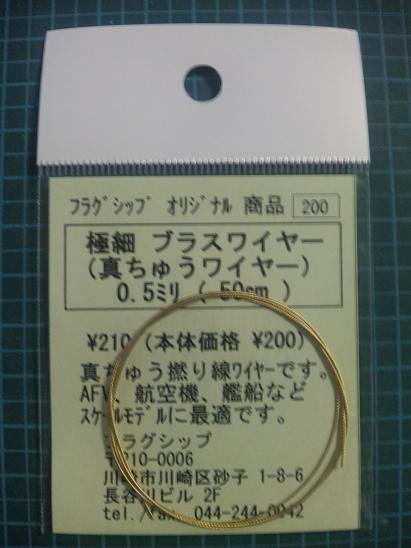 フラグシップ オリジナル 商品 200
極細 ブラスワイヤー
(真ちゅうワイヤー)
0.5ミリ ( 50cm )
¥210 (本体価格 ¥200)
真ちゅう撚り線ワイヤーです。
AFV、航空機、艦船など
スケールモデルに最適です。
フラグシップ
〒210-0006
川崎市川崎区砂子 1-8-6
長谷川ビル 2F
tel./fax. 044-244-0042